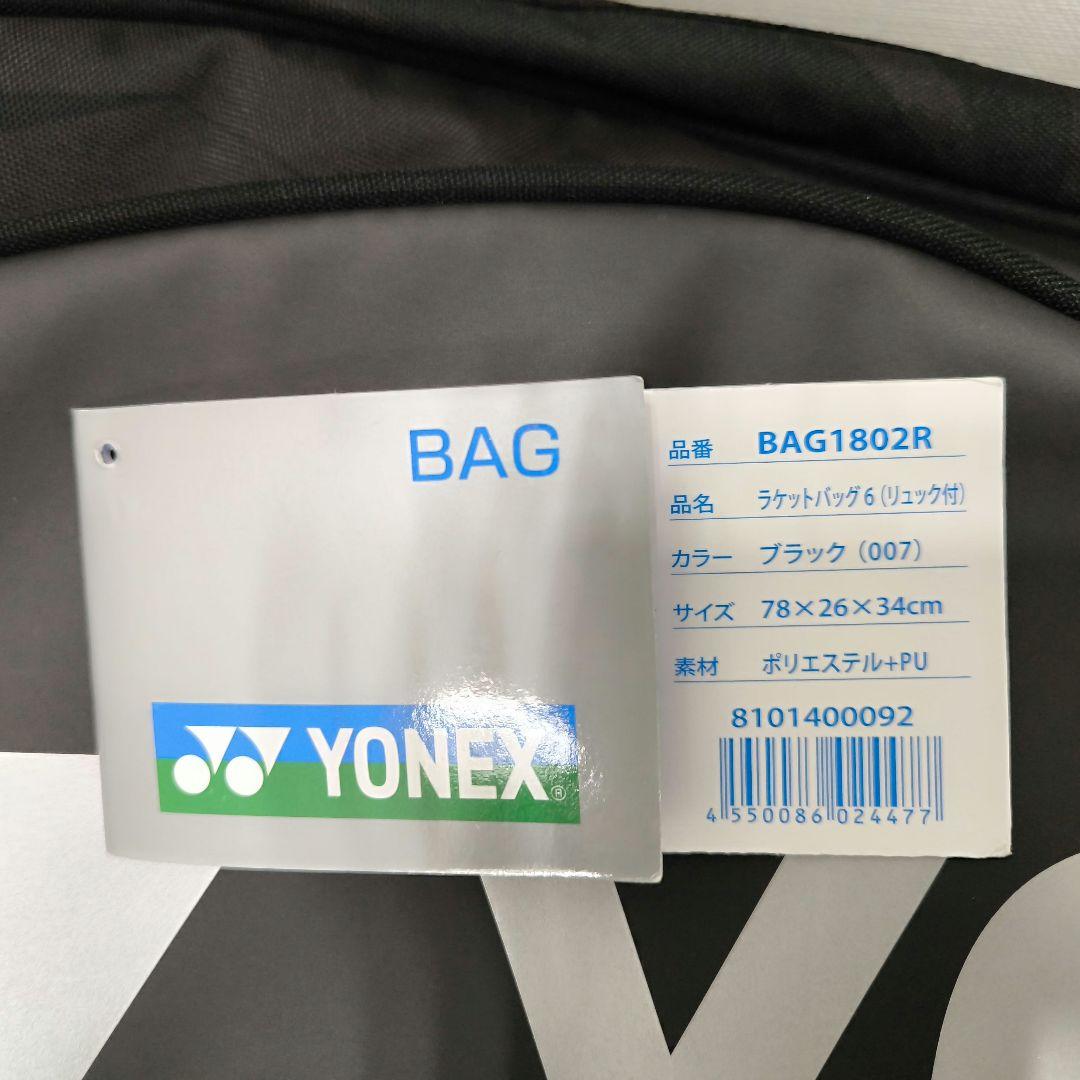 BAG
YONEX®
品番 BAG1802R
品名 ラケットバッグ6(リュック付)
カラー ブラック(007)
サイズ 78×26×34cm
素材 ポリエステル+PU
8101400092
4 550086 024477
YO